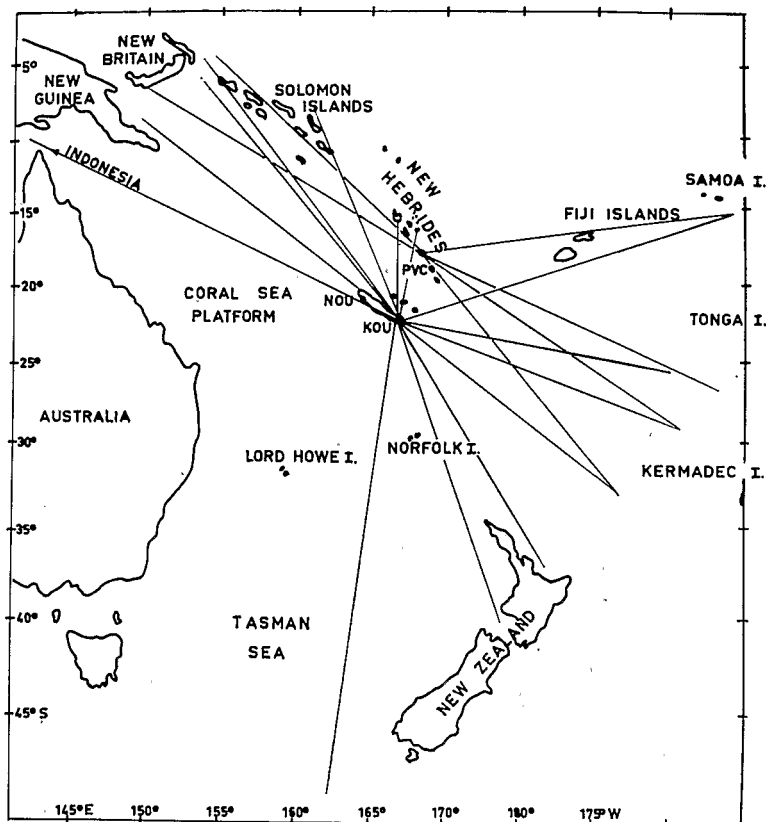 NEW
BRITAIN
5°
NEW
GUINEA
SOLOMON
ISLANDS
10°
INDONESIA
NEW
HEBRIDES
SAMOA I.
15°
FIJI ISLANDS
PVC
20°
CORAL SEA
PLATFORM
NOU
KOU
TONGA I.
25°
AUSTRALIA
30°
LORD HOWE I.
NORFOLK I.
KERMADEC I.
35°
40°
TASMAN
SEA
NEW ZEALAND
45° S
145° E
150°
160°
165°
170°
180°
175° W